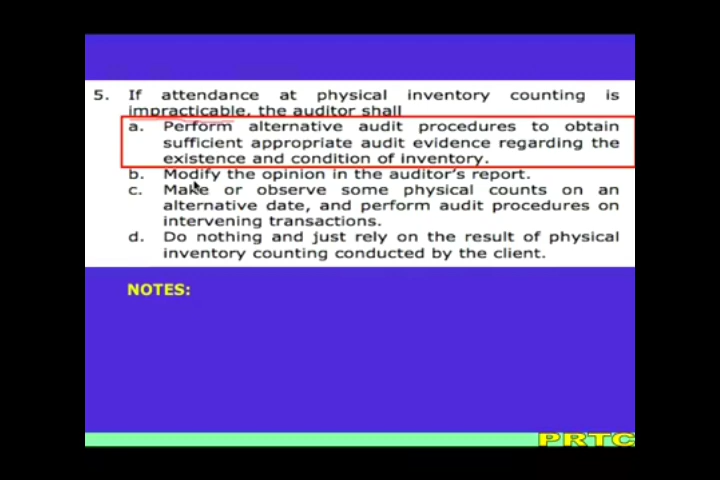 5. If attendance at physical inventory counting is
impracticable, the auditor shall
a. Perform alternative audit procedures to obtain
sufficient appropriate audit evidence regarding the
existence and condition of inventory.
b. Modify the opinion in the auditor's report.
c. Make or observe some physical counts on an
alternative date, and perform audit procedures on
intervening transactions.
d. Do nothing and just rely on the result of physical
inventory counting conducted by the client.
NOTES:
PRTC